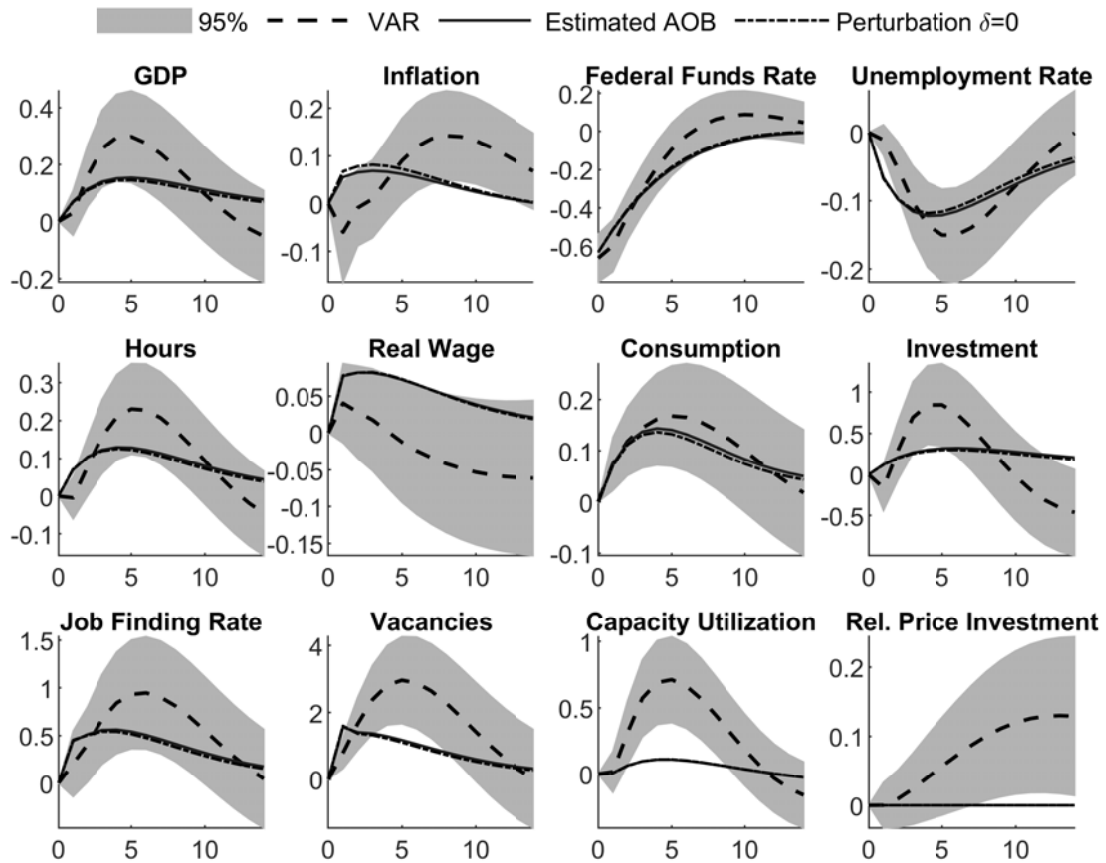 95% VAR Estimated AOB Perturbation δ=0
GDP Inflation Federal Funds Rate Unemployment Rate
0.4
0.2
0
-0.2
0 5 10
0.2
0.1
0
-0.1
0 5 10
0.2
0
-0.2
-0.4
-0.6
0 5 10
0
-0.1
-0.2
0 5 10
Hours Real Wage Consumption Investment
0.3
0.2
0.1
0
-0.1
0 5 10
0.05
0
-0.05
-0.1
-0.15
0 5 10
0.2
0.1
0
-0.1
0 5 10
1
0.5
0
-0.5
0 5 10
Job Finding Rate Vacancies Capacity Utilization Rel. Price Investment
1.5
1
0.5
0
0 5 10
4
2
0
0 5 10
1
0.5
0
0 5 10
0.2
0.1
0
0 5 10